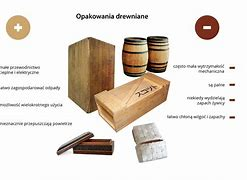 Opakowania drewniane
+
-
małe przewodnictwo
cieplne i elektryczne
łatwo zagospodarować odpady
możliwość wielokrotnego użycia
nieznacznie przepuszczają powietrze
często mała wytrzymałość
mechaniczna
są palne
niekiedy wydzielają
zapach żywicy
łatwo chłoną wilgoć i zapachy